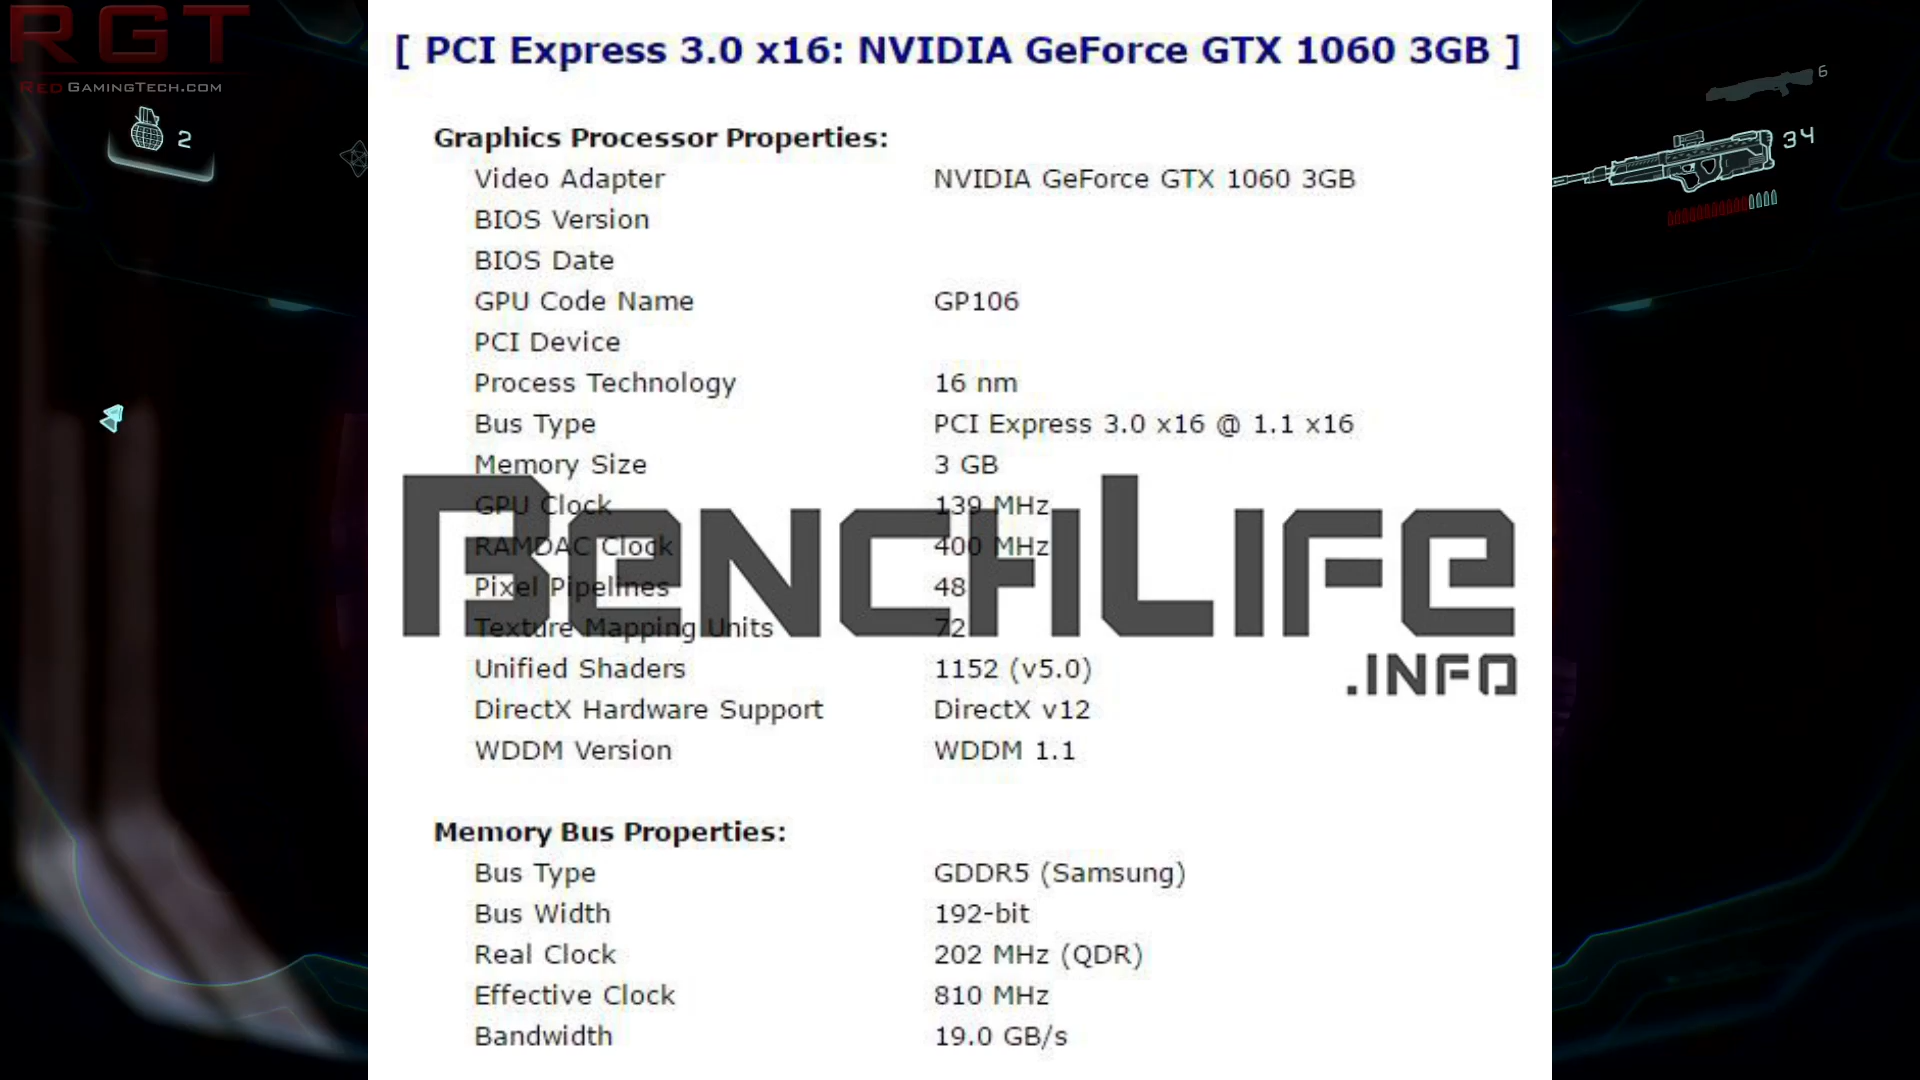 RGT
RedGamingTech.com
2
6
34
[ PCI Express 3.0 x16: NVIDIA GeForce GTX 1060 3GB ]
Graphics Processor Properties:
Video Adapter NVIDIA GeForce GTX 1060 3GB
BIOS Version
BIOS Date
GPU Code Name GP106
PCI Device
Process Technology 16 nm
Bus Type PCI Express 3.0 x16 @ 1.1 x16
Memory Size 3 GB
GPU Clock 139 MHz
RAMDAC Clock 400 MHz
Pixel Pipelines 48
Texture Mapping Units 72
Unified Shaders 1152 (v5.0)
DirectX Hardware Support DirectX v12
WDDM Version WDDM 1.1
BenchLife
.INFO
Memory Bus Properties:
Bus Type GDDR5 (Samsung)
Bus Width 192-bit
Real Clock 202 MHz (QDR)
Effective Clock 810 MHz
Bandwidth 19.0 GB/s